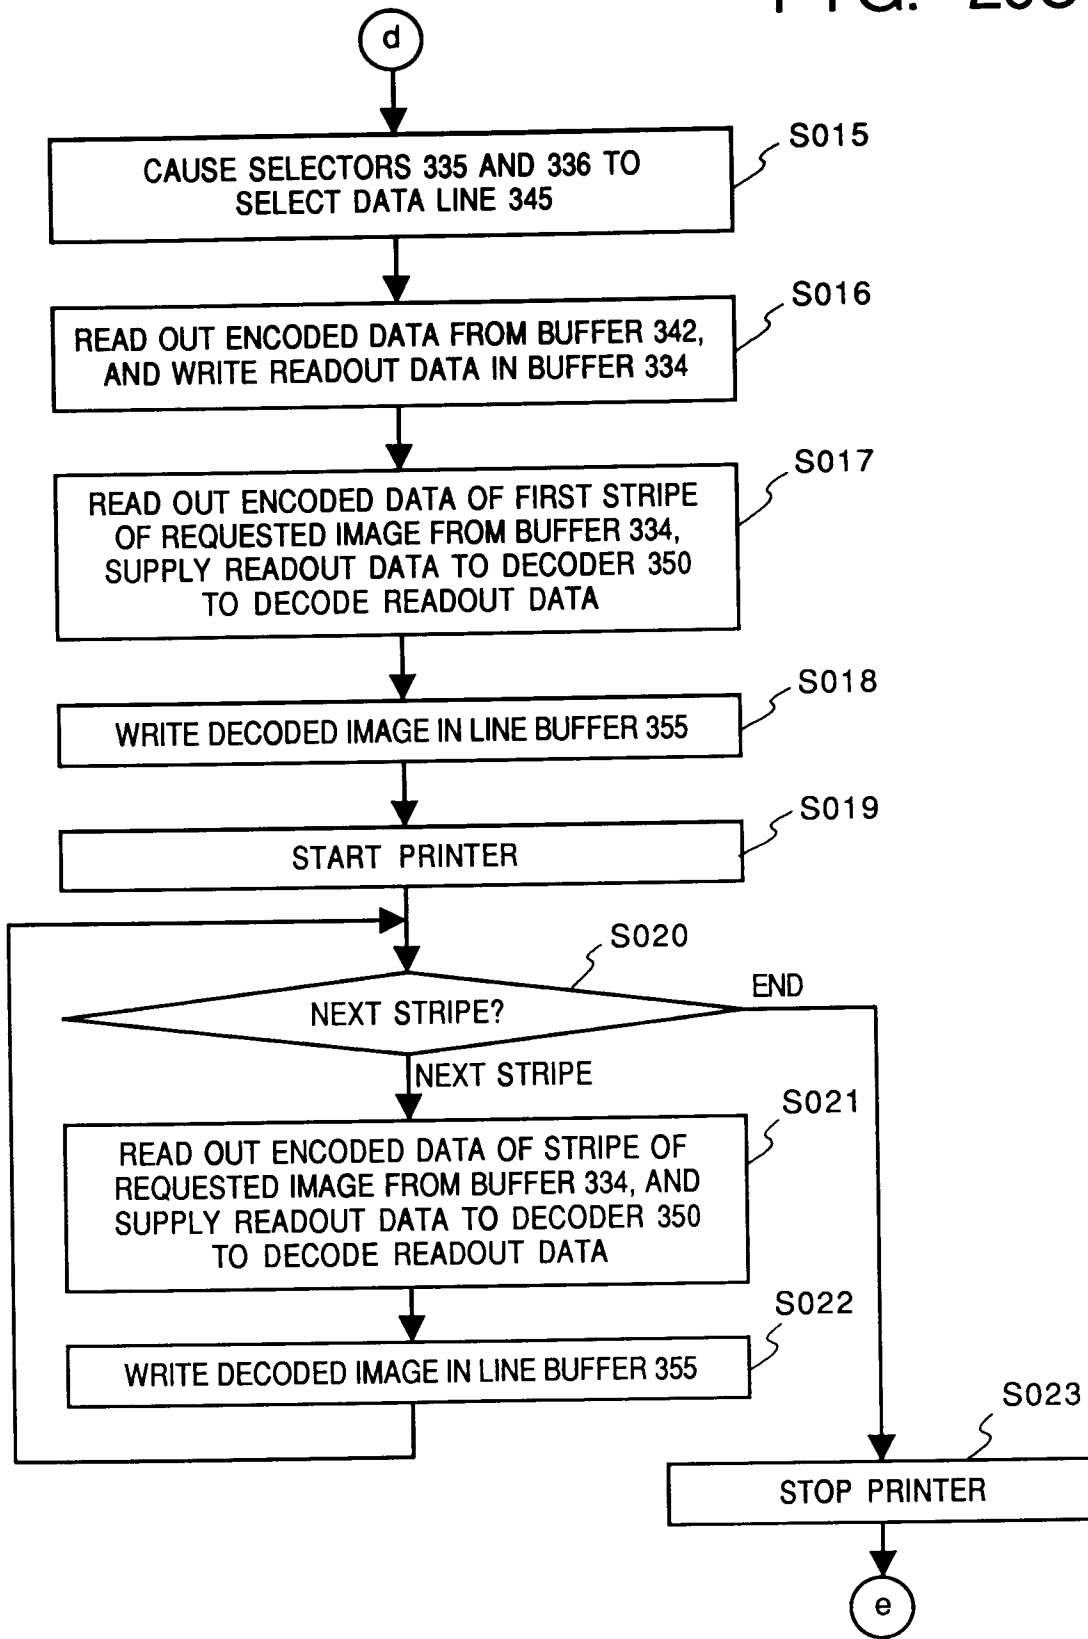 d
S015
CAUSE SELECTORS 335 AND 336 TO
SELECT DATA LINE 345
S016
READ OUT ENCODED DATA FROM BUFFER 342,
AND WRITE READOUT DATA IN BUFFER 334
S017
READ OUT ENCODED DATA OF FIRST STRIPE
OF REQUESTED IMAGE FROM BUFFER 334,
SUPPLY READOUT DATA TO DECODER 350
TO DECODE READOUT DATA
S018
WRITE DECODED IMAGE IN LINE BUFFER 355
S019
START PRINTER
S020
NEXT STRIPE?
END
NEXT STRIPE
S021
READ OUT ENCODED DATA OF STRIPE OF
REQUESTED IMAGE FROM BUFFER 334, AND
SUPPLY READOUT DATA TO DECODER 350
TO DECODE READOUT DATA
S022
WRITE DECODED IMAGE IN LINE BUFFER 355
S023
STOP PRINTER
e